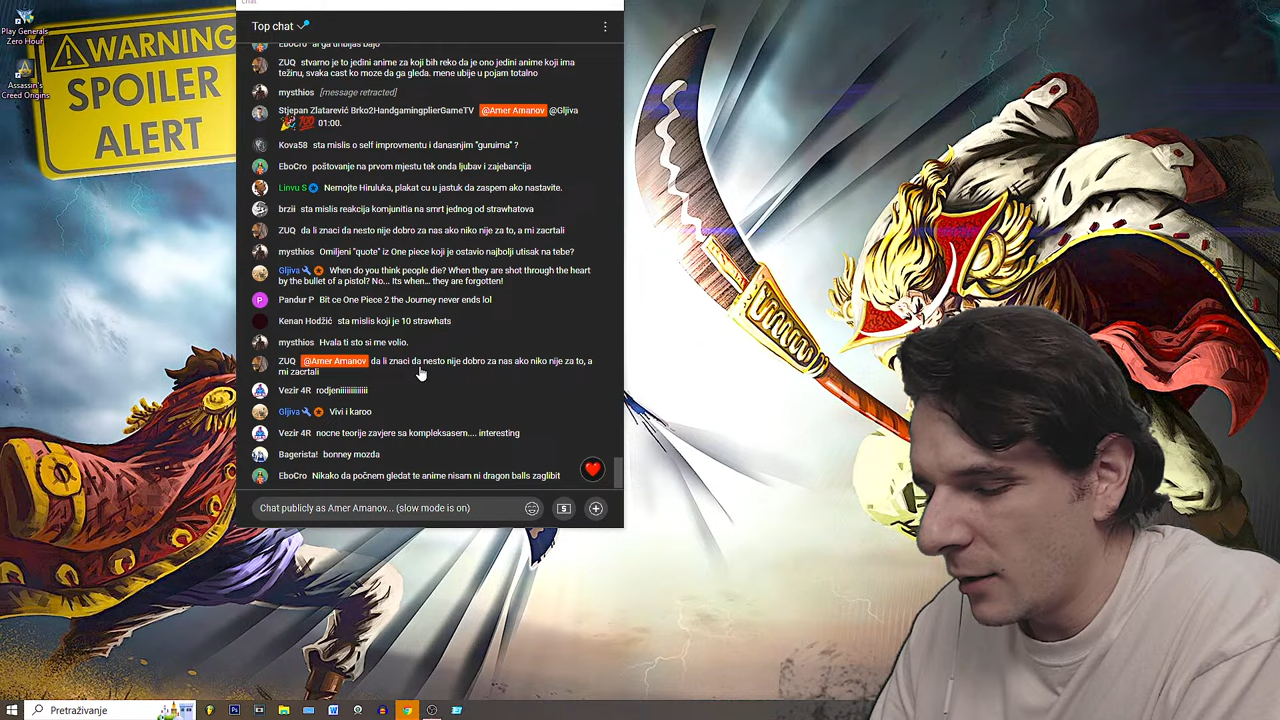 Play Generals
Zero Hour
Assassin's
Creed Origins
WARNING
SPOILER
ALERT
Top chat
EboCro
ZUQ stvarno je to jedini anime za koji bih reko da je ono jedini anime koji ima
težinu, svaka cast ko moze da ga gleda. mene ubije u pojam totalno
mysthios [message retracted]
Stjepan Zlatarević Brko2HandgamingplierGameTV @Amer Amanov @Gljiva
🎉 💯 01:00.
Kova58 sta mislis o self improvmentu i danasnjim "guruima" ?
EboCro poštovanje na prvom mjestu tek onda ljubav i zajebancija
Linvu S Nemojte Hiruluka, plakat cu u jastuk da zaspem ako nastavite.
brzii sta mislis reakcija komjunitia na smrt jednog od strawhatova
ZUQ da li znaci da nesto nije dobro za nas ako niko nije za to, a mi zacrtali
mysthios Omiljeni "quote" iz One piece koji je ostavio najbolji utisak na tebe?
Gljiva When do you think people die? When they are shot through the heart
by the bullet of a pistol? No... Its when... they are forgotten!
P Pandur P Bit ce One Piece 2 the Journey never ends lol
Kenan Hodžić sta mislis koji je 10 strawhats
mysthios Hvala ti sto si me volio.
ZUQ @Amer Amanov da li znaci da nesto nije dobro za nas ako niko nije za to, a
mi zacrtali
Vezir 4R rodjeniiiiiiiiiiiii
Gljiva Vivi i karoo
Vezir 4R nocne teorije zavjere sa kompleksasem.... interesting
Bagerista! bonney mozda
EboCro Nikako da počnem gledat te anime nisam ni dragon balls zaglibit
Chat publicly as Amer Amanov... (slow mode is on)
Pretraživanje